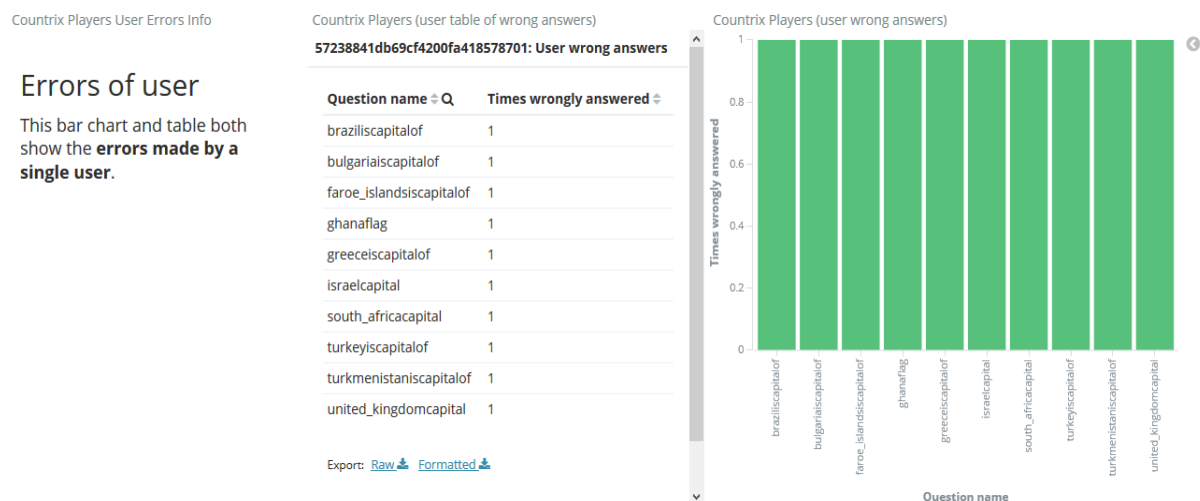 Countrix Players User Errors Info
Errors of user
This bar chart and table both
show the errors made by a
single user.
Countrix Players (user table of wrong answers)
57238841db69cf4200fa418578701: User wrong answers
Question name Times wrongly answered
braziliscapitalof 1
bulgariaiscapitalof 1
faroe_islandsiscapitalof 1
ghanaflag 1
greeceiscapitalof 1
israelcapital 1
south_africacapital 1
turkeyiscapitalof 1
turkmenistaniscapitalof 1
united_kingdomcapital 1
Export: Raw Formatted
Countrix Players (user wrong answers)
Times wrongly answered
1
0.8
0.6
0.4
0.2
0
braziliscapitalof
bulgariaiscapitalof
faroe_islandsiscapitalof
ghanaflag
greeceiscapitalof
israelcapital
south_africacapital
turkeyiscapitalof
turkmenistaniscapitalof
united_kingdomcapital
Question name